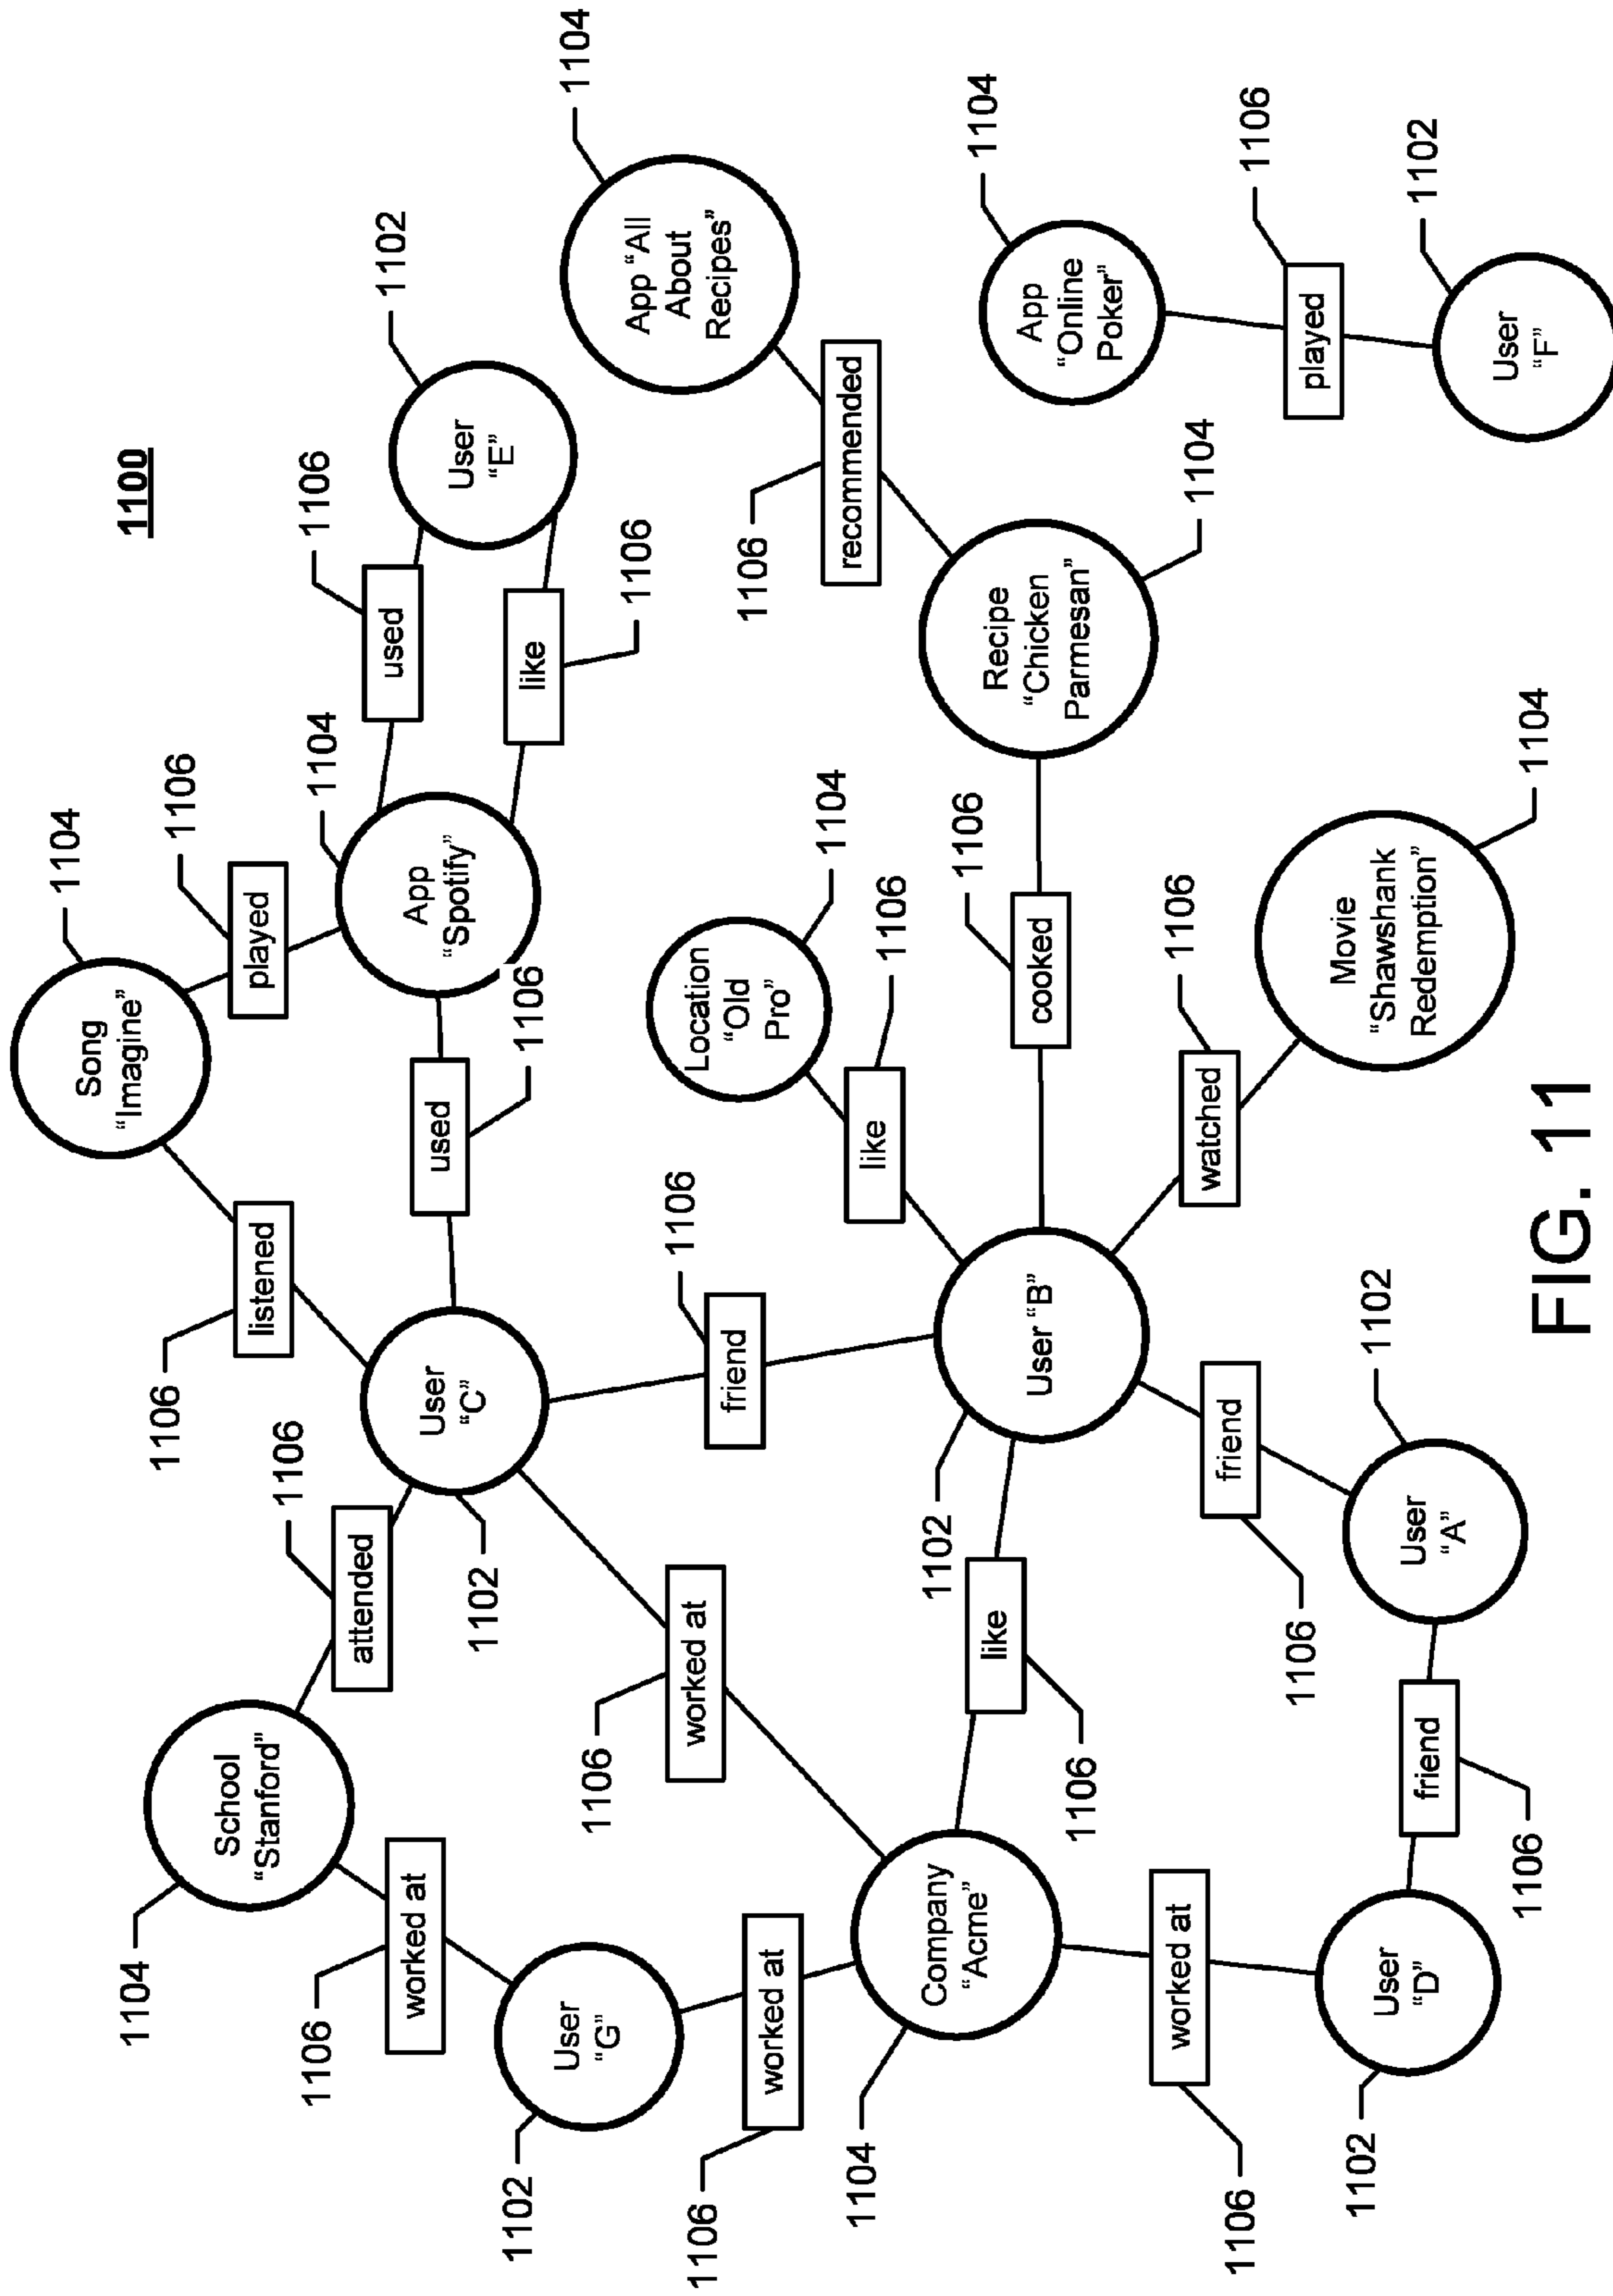 1100
1104
Song
“Imagine”
1104
School
“Stanford”
1106
listened
1106
played
1106
attended
1106
used
1102
User
“E”
1106
worked at
1102
User
“C”
1106
used
1104
App
“Spotify”
1106
like
1102
User
“G”
1106
worked at
1106
friend
1104
Location
“Old
Pro”
1104
App “All
About
Recipes”
1106
worked at
1106
like
1106
recommended
1104
Company
“Acme”
1106
like
1102
User “B”
1106
cooked
1104
Recipe
“Chicken
Parmesan”
1104
App
“Online
Poker”
1106
worked at
1106
friend
1106
watched
1106
played
1102
User
“D”
1106
friend
1102
User
“A”
1104
Movie
“Shawshank
Redemption”
1102
User
“F”
FIG. 11